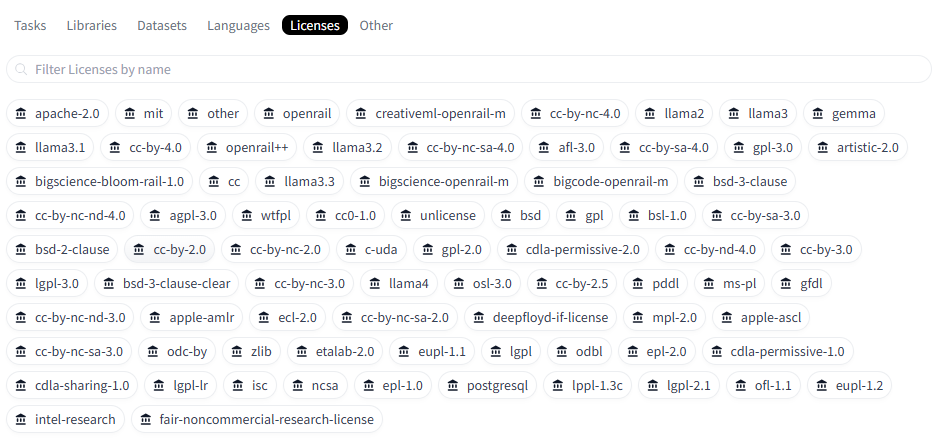 Tasks Libraries Datasets Languages Licenses Other
Filter Licenses by name
apache-2.0 mit other openrail creativeml-openrail-m cc-by-nc-4.0 llama2 llama3 gemma
llama3.1 cc-by-4.0 openrail++ llama3.2 cc-by-nc-sa-4.0 afl-3.0 cc-by-sa-4.0 gpl-3.0 artistic-2.0
bigscience-bloom-rail-1.0 cc llama3.3 bigscience-openrail-m bigcode-openrail-m bsd-3-clause
cc-by-nc-nd-4.0 agpl-3.0 wtfpl cc0-1.0 unlicense bsd gpl bsl-1.0 cc-by-sa-3.0
bsd-2-clause cc-by-2.0 cc-by-nc-2.0 c-uda gpl-2.0 cdla-permissive-2.0 cc-by-nd-4.0 cc-by-3.0
lgpl-3.0 bsd-3-clause-clear cc-by-nc-3.0 llama4 osl-3.0 cc-by-2.5 pddl ms-pl gfdl
cc-by-nc-nd-3.0 apple-amlr ecl-2.0 cc-by-nc-sa-2.0 deepfloyd-if-license mpl-2.0 apple-ascl
cc-by-nc-sa-3.0 odc-by zlib etalab-2.0 eupl-1.1 lgpl odbl epl-2.0 cdla-permissive-1.0
cdla-sharing-1.0 lgpl-lr isc ncsa epl-1.0 postgresql lppl-1.3c lgpl-2.1 ofl-1.1 eupl-1.2
intel-research fair-noncommercial-research-license